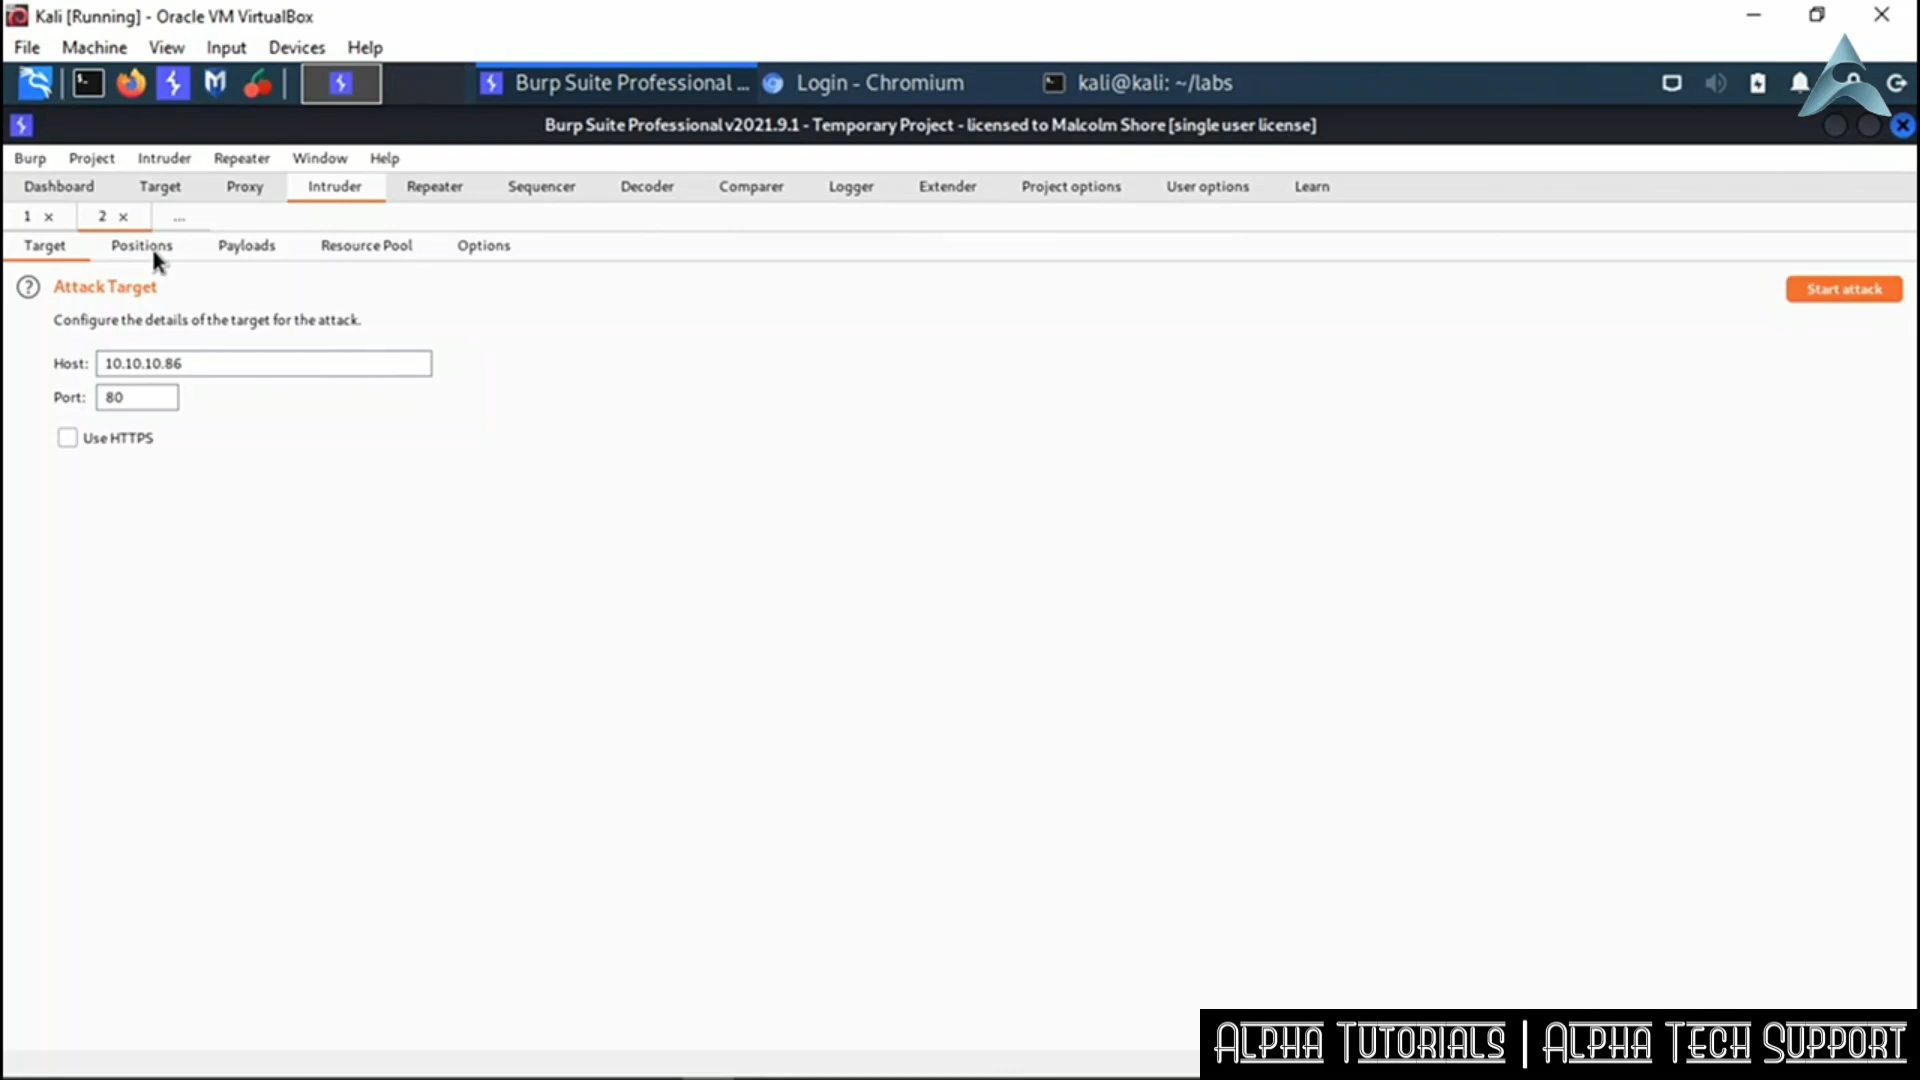 Kali [Running] - Oracle VM VirtualBox
File Machine View Input Devices Help
Burp Suite Professional ... Login - Chromium kali@kali: ~/labs
Burp Suite Professional v2021.9.1 - Temporary Project - licensed to Malcolm Shore [single user license]
Burp Project Intruder Repeater Window Help
Dashboard Target Proxy Intruder Repeater Sequencer Decoder Comparer Logger Extender Project options User options Learn
1 × 2 × ...
Target Positions Payloads Resource Pool Options
? Attack Target Start attack
Configure the details of the target for the attack.
Host: 10.10.10.86
Port: 80
Use HTTPS
Alpha Tutorials | Alpha Tech Support